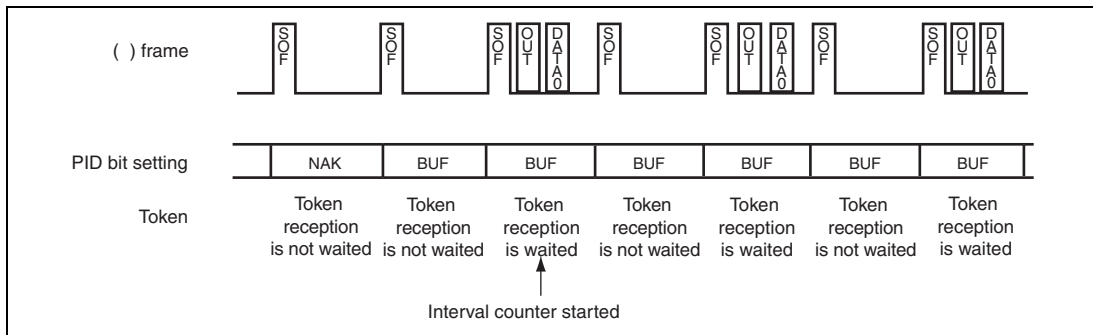 ( ) frame
SOF SOF SOF OUT DATA0 SOF SOF OUT DATA0 SOF SOF OUT DATA0
PID bit setting NAK BUF BUF BUF BUF BUF BUF
Token
Token reception is not waited
Token reception is not waited
Token reception is waited
Token reception is not waited
Token reception is waited
Token reception is not waited
Token reception is waited
Interval counter started